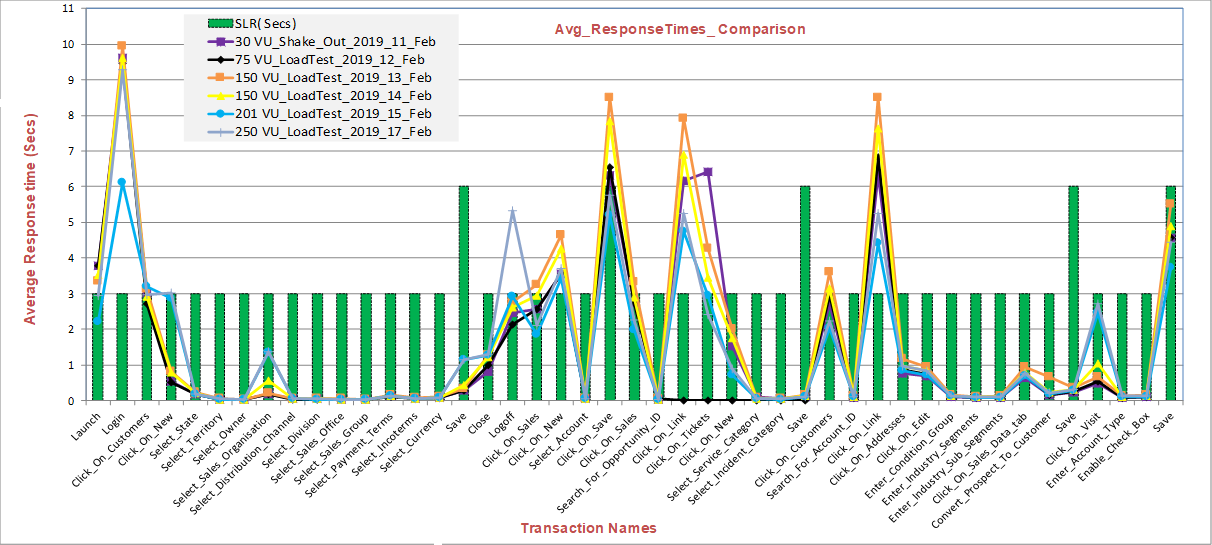 Avg_ResponseTimes_ Comparison
SLR( Secs)
30 VU_Shake_Out_2019_11_Feb
75 VU_LoadTest_2019_12_Feb
150 VU_LoadTest_2019_13_Feb
150 VU_LoadTest_2019_14_Feb
201 VU_LoadTest_2019_15_Feb
250 VU_LoadTest_2019_17_Feb
Average Response time (Secs)
11
10
9
8
7
6
5
4
3
2
1
0
Launch
Login
Click_On_Customers
Click_On_New
Select_State
Select_Territory
Select_Owner
Select_Sales_Organisation
Select_Distribution_Channel
Select_Division
Select_Sales_Office
Select_Sales_Group
Select_Payment_Terms
Select_Incoterms
Select_Currency
Save
Close
Logoff
Click_On_Sales
Click_On_New
Select_Account
Click_On_Save
Click_On_Sales
Search_For_Opportunity_ID
Click_On_Link
Click_On_Tickets
Click_On_New
Select_Service_Category
Select_Incident_Category
Save
Click_On_Customers
Search_For_Account_ID
Click_On_Link
Click_On_Addresses
Click_On_Edit
Enter_Condition_Group
Enter_Industry_Segments
Enter_Industry_Sub_Segments
Click_On_Sales_Data_tab
Convert_Prospect_To_Customer
Save
Click_On_Visit
Enter_Account_Type
Enable_Check_Box
Save
Transaction Names